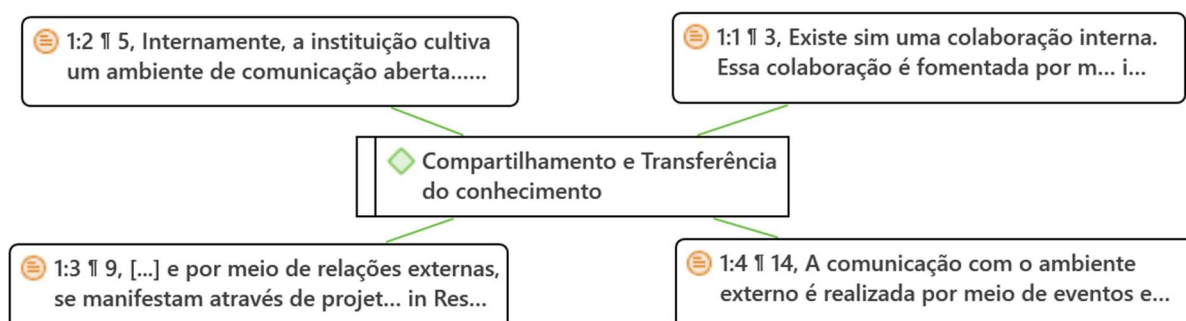 1:2 ¶ 5, Internamente, a instituição cultiva
um ambiente de comunicação aberta......
1:1 ¶ 3, Existe sim uma colaboração interna.
Essa colaboração é fomentada por m... i...
Compartilhamento e Transferência
do conhecimento
1:3 ¶ 9, [...] e por meio de relações externas,
se manifestam através de projet... in Res...
1:4 ¶ 14, A comunicação com o ambiente
externo é realizada por meio de eventos e...